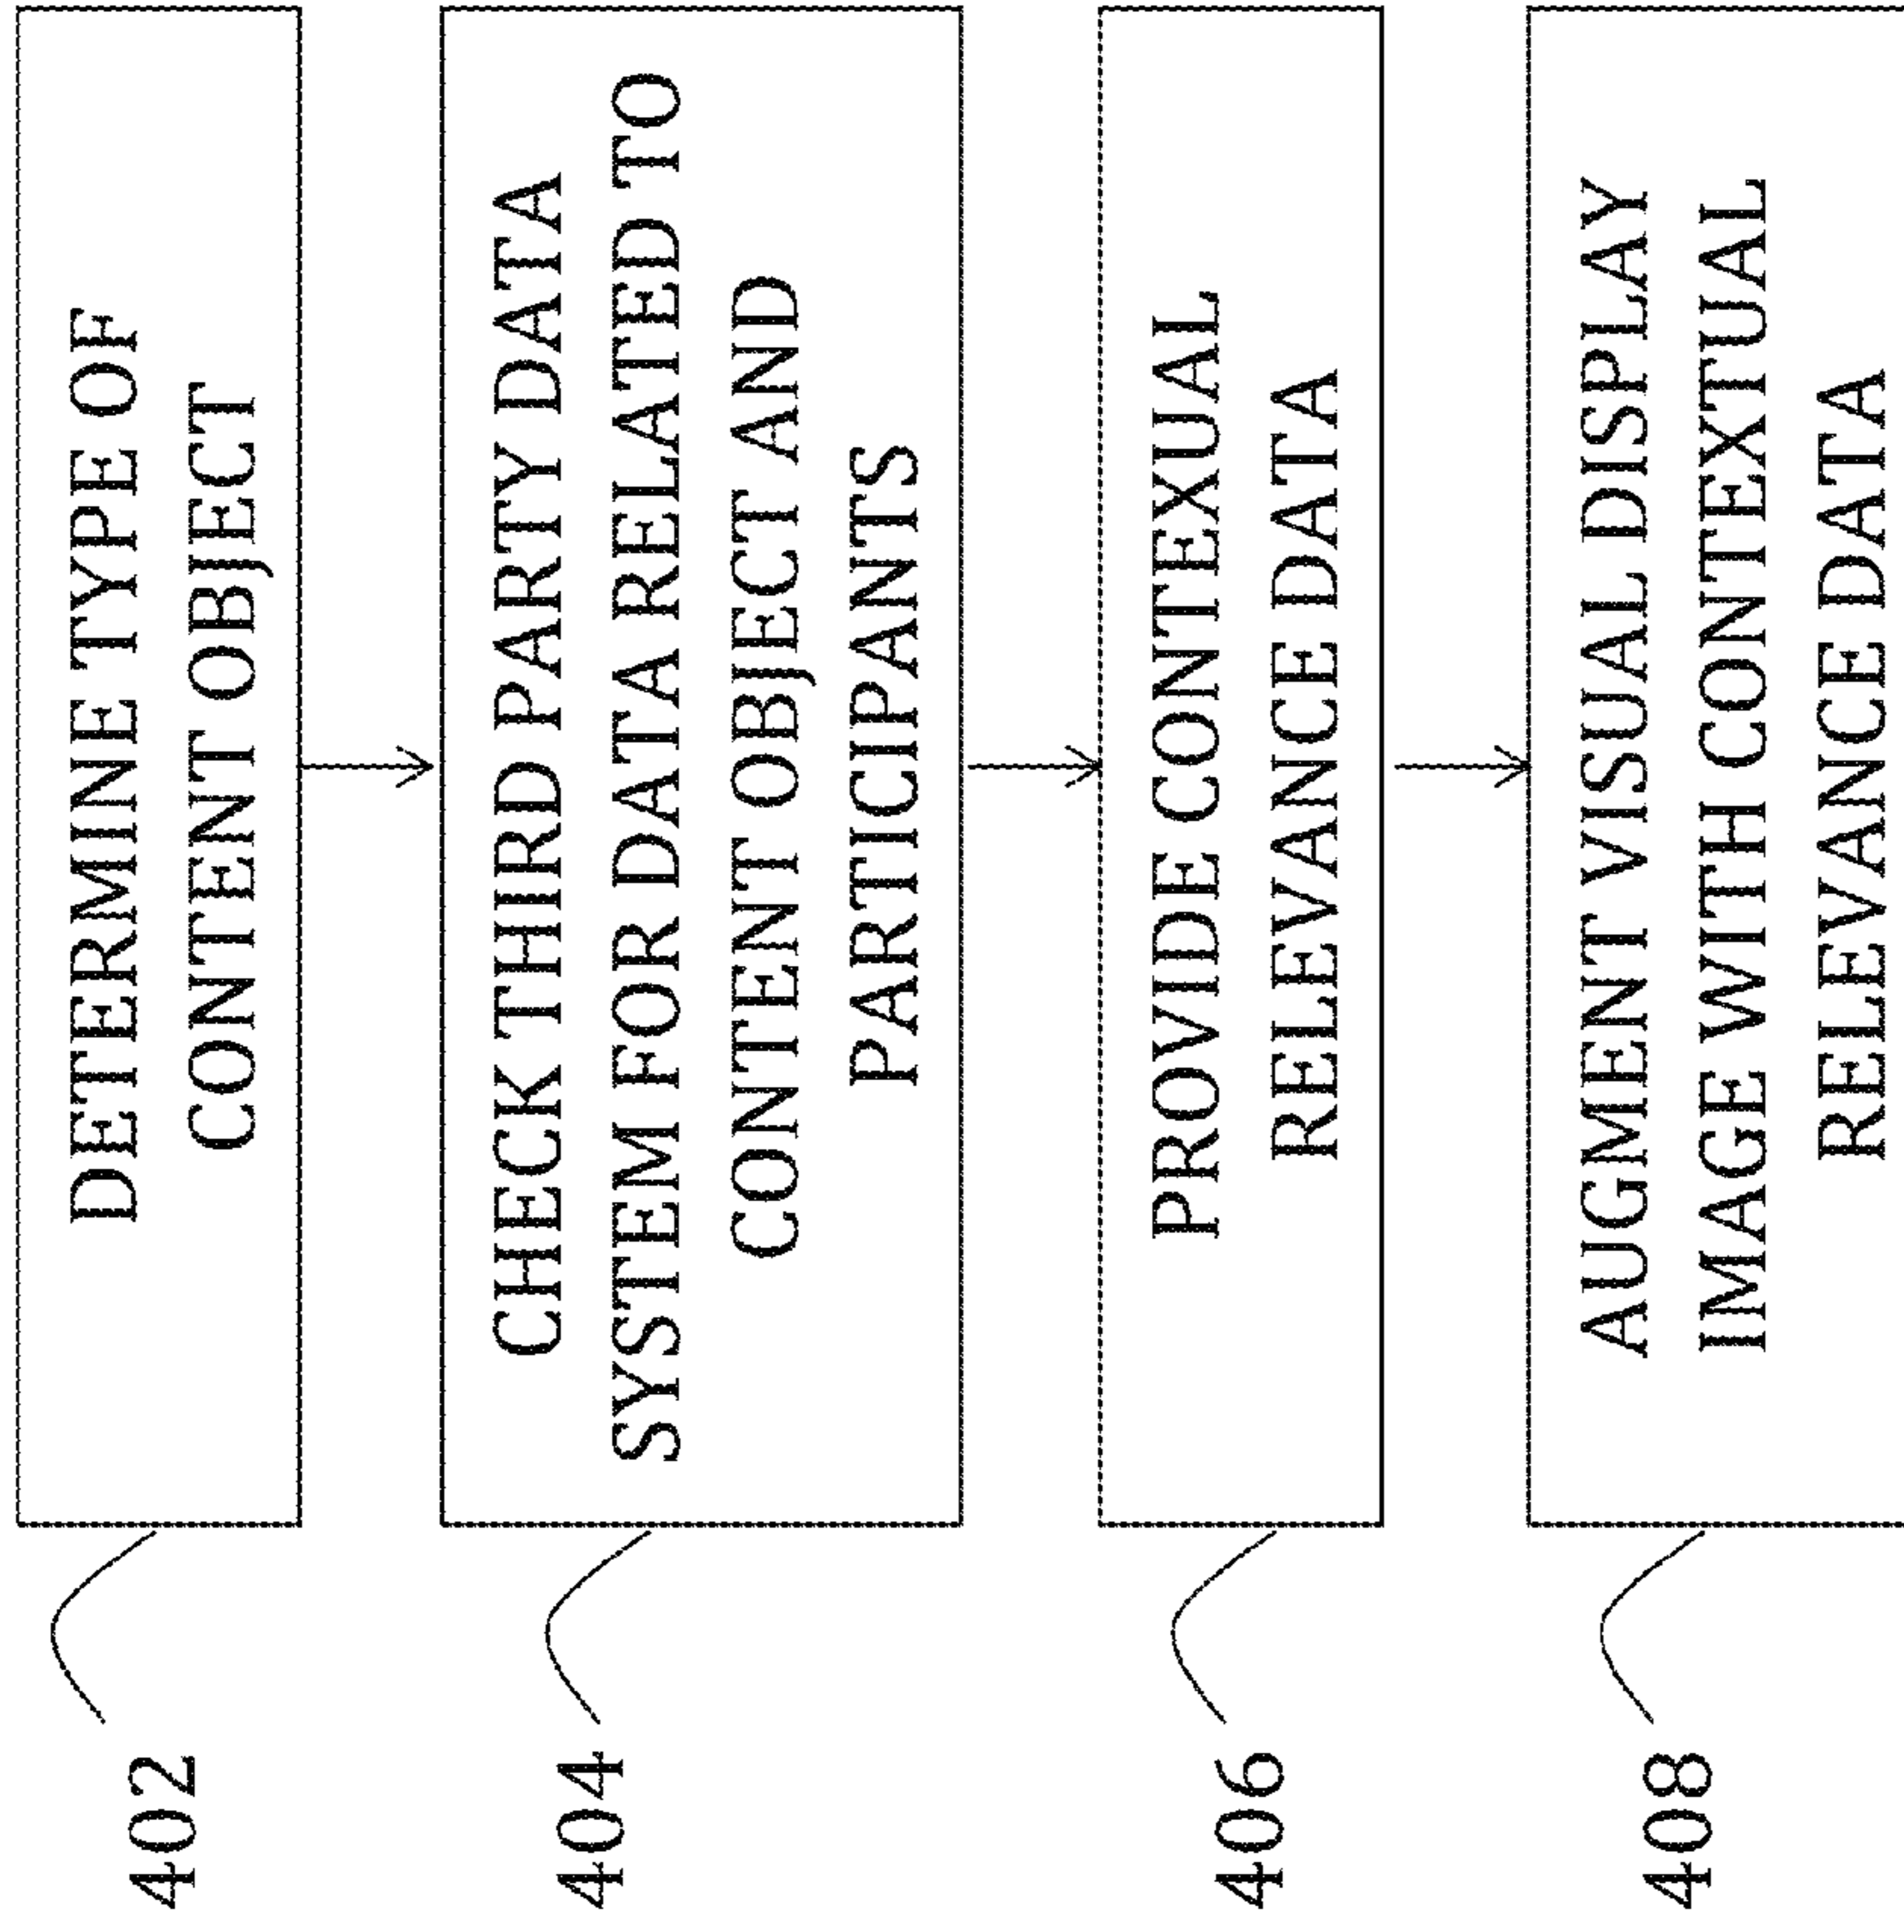 402
DETERMINE TYPE OF
CONTENT OBJECT
404
CHECK THIRD PARTY DATA
SYSTEM FOR DATA RELATED TO
CONTENT OBJECT AND
PARTICIPANTS
406
PROVIDE CONTEXUAL
RELEVANCE DATA
408
AUGMENT VISUAL DISPLAY
IMAGE WITH CONTEXTUAL
RELEVANCE DATA